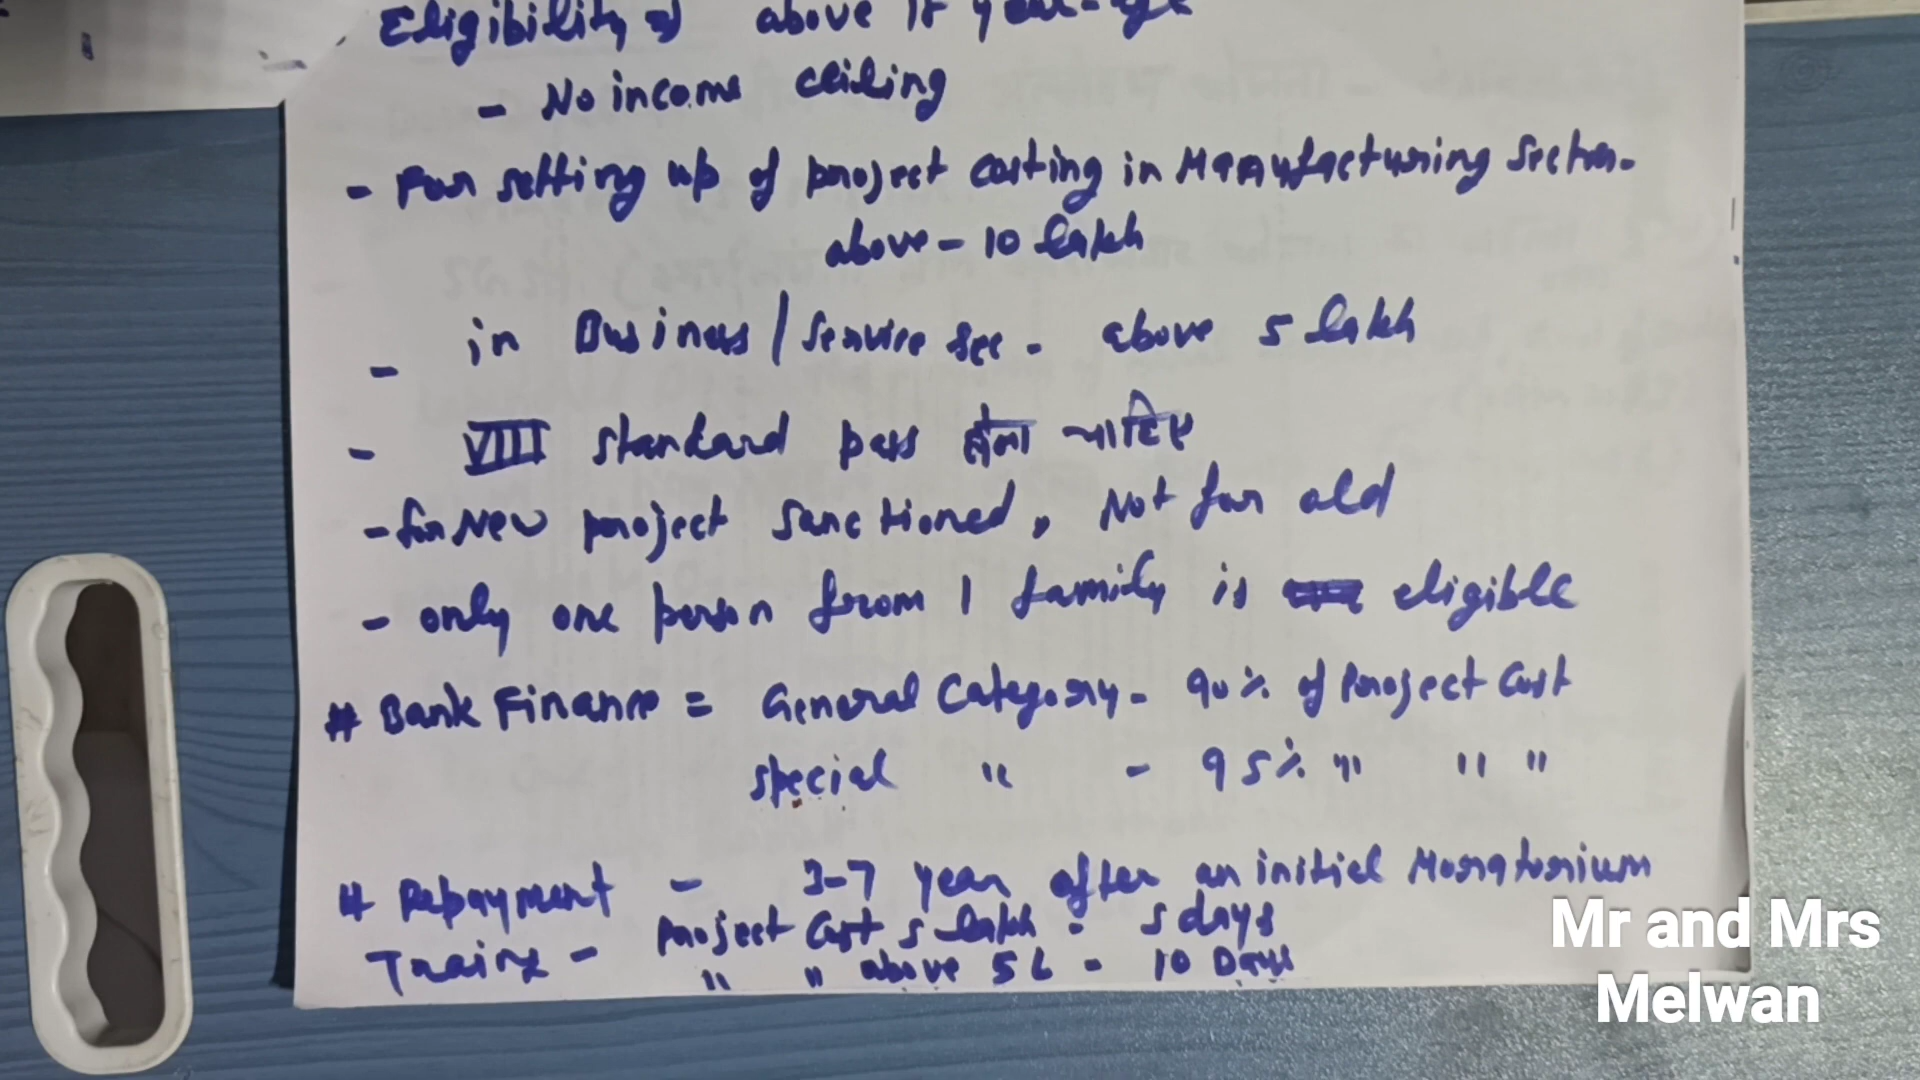 Eligibility ⇒ above 18 year age
- No income ceiling
- For setting up of project costing in Manufacturing Sector.
above - 10 lakh
- in Business / Service sec. above 5 lakh
- VIII standard pass होना चाहिए
- for New project sanctioned, Not for old
- only one person from 1 family is eligible
# Bank Finance = General Category - 90% of Project Cost
special " - 95% " " "
# Repayment - 3-7 year after an initial Moratorium
Training - Project Cost 5 lakh - 5 days
" " above 5 L - 10 Days
Mr and Mrs
Melwan